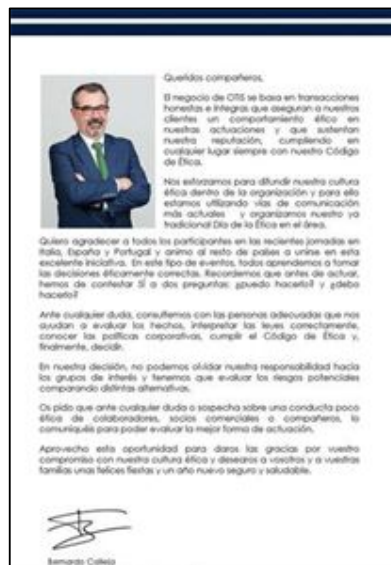 Queridos compañeros,
El negocio de OTIS se basa en transacciones
honestas e íntegras que aseguran a nuestros
clientes un comportamiento ético en
nuestras actuaciones y que sustentan
nuestra reputación, cumpliendo en
cualquier lugar siempre con nuestro Código
de Ética.
Nos esforzamos para difundir nuestra cultura
ética dentro de la organización y para ello
estamos utilizando vías de comunicación
más actuales y organizamos nuestro ya
tradicional Día de la Ética en el área.
Quiero agradecer a todos los participantes en las recientes jornadas en
Italia, España y Portugal y animo al resto de países a unirse en esta
excelente iniciativa. En este tipo de eventos, todos aprendemos a tomar
las decisiones éticamente correctas. Recordemos que antes de actuar,
hemos de contestar SÍ a dos preguntas: ¿puedo hacerlo? y ¿debo
hacerlo?
Ante cualquier duda, consultemos con las personas adecuadas que nos
ayudan a evaluar los hechos, interpretar las leyes correctamente,
conocer las políticas corporativas, cumplir el Código de Ética y,
finalmente, decidir.
En nuestra decisión, no podemos olvidar nuestra responsabilidad hacia
los grupos de interés y tenemos que evaluar los riesgos potenciales
comparando distintas alternativas.
Os pido que ante cualquier duda o sospecha sobre una conducta poco
ética de colaboradores, socios comerciales o compañeros, lo
comuniquéis para poder evaluar la mejor forma de actuación.
Aprovecho esta oportunidad para daros las gracias por vuestro
compromiso con nuestra cultura ética y desearos a vosotros y a vuestras
familias unas felices fiestas y un año nuevo seguro y saludable.
Bernardo Calleja